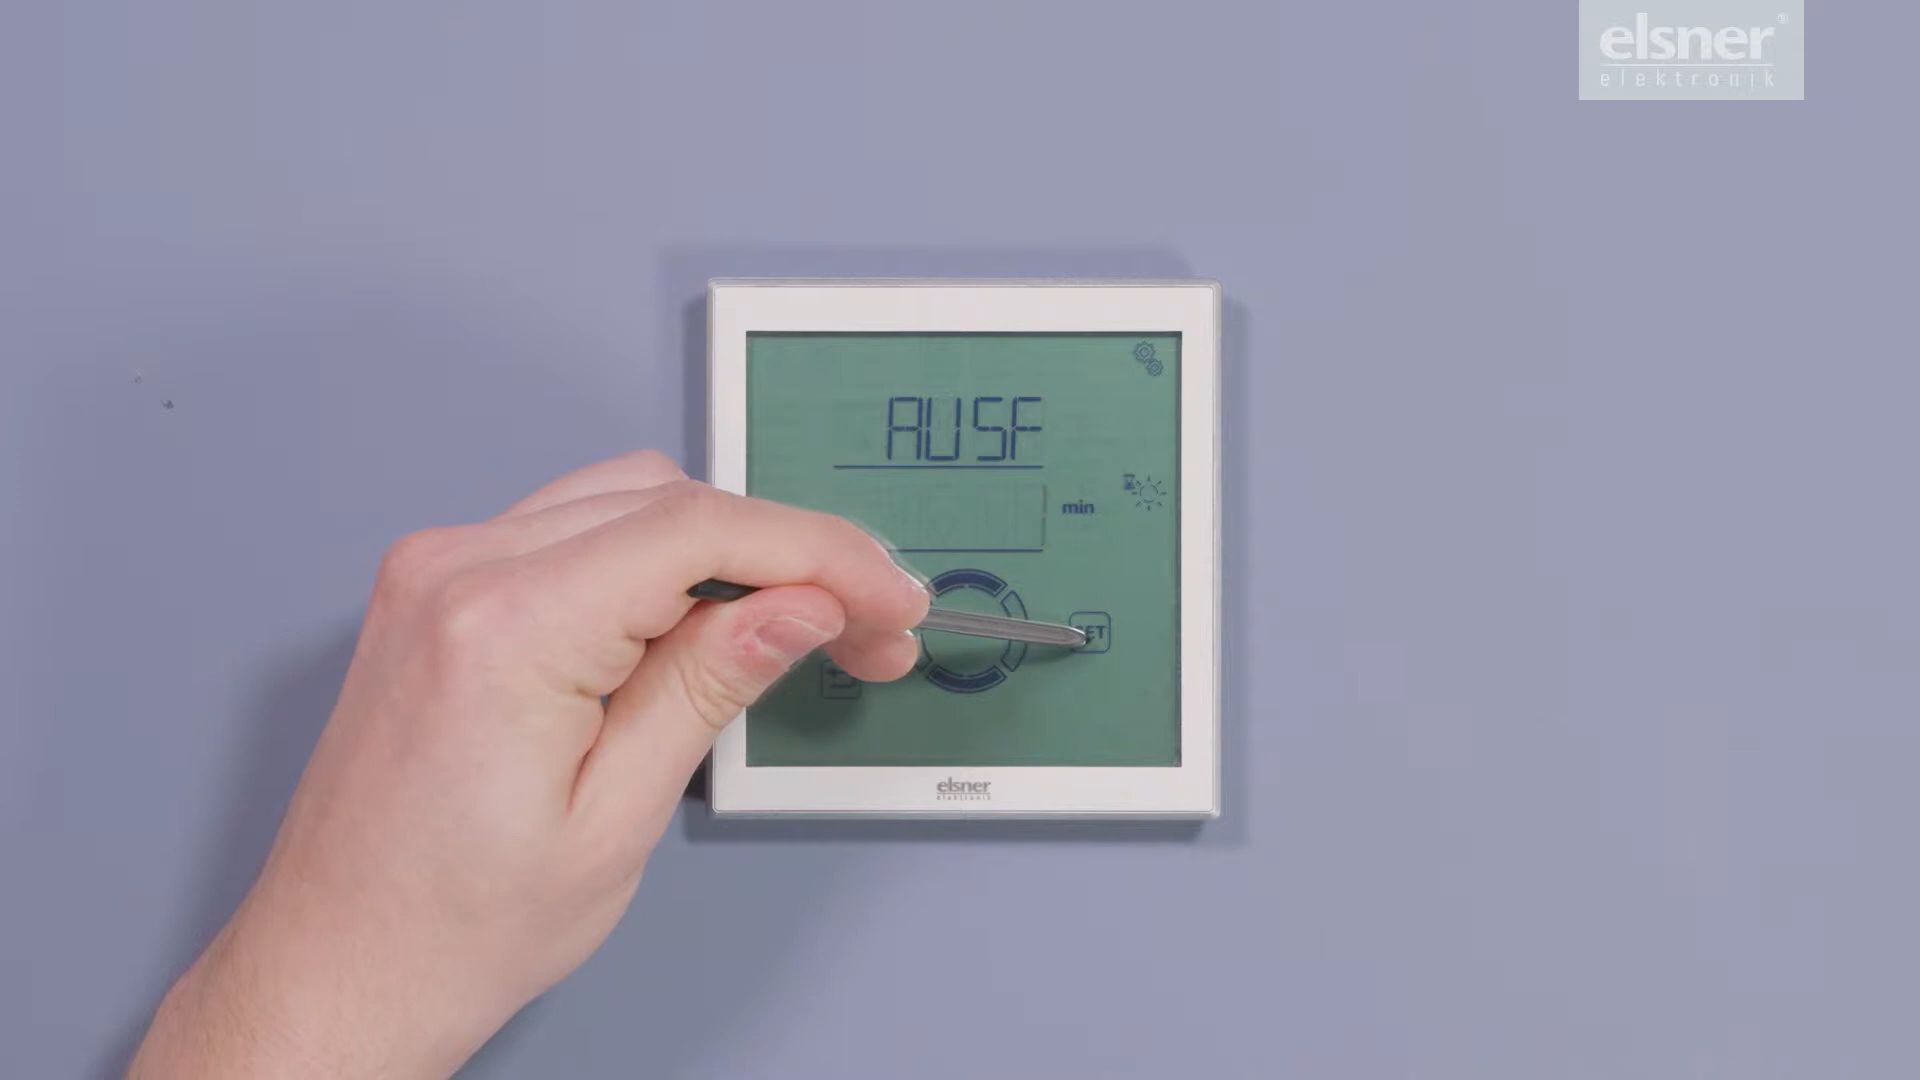 elsner®
elektronik
AUSF
min
SET
elsner
elektronik